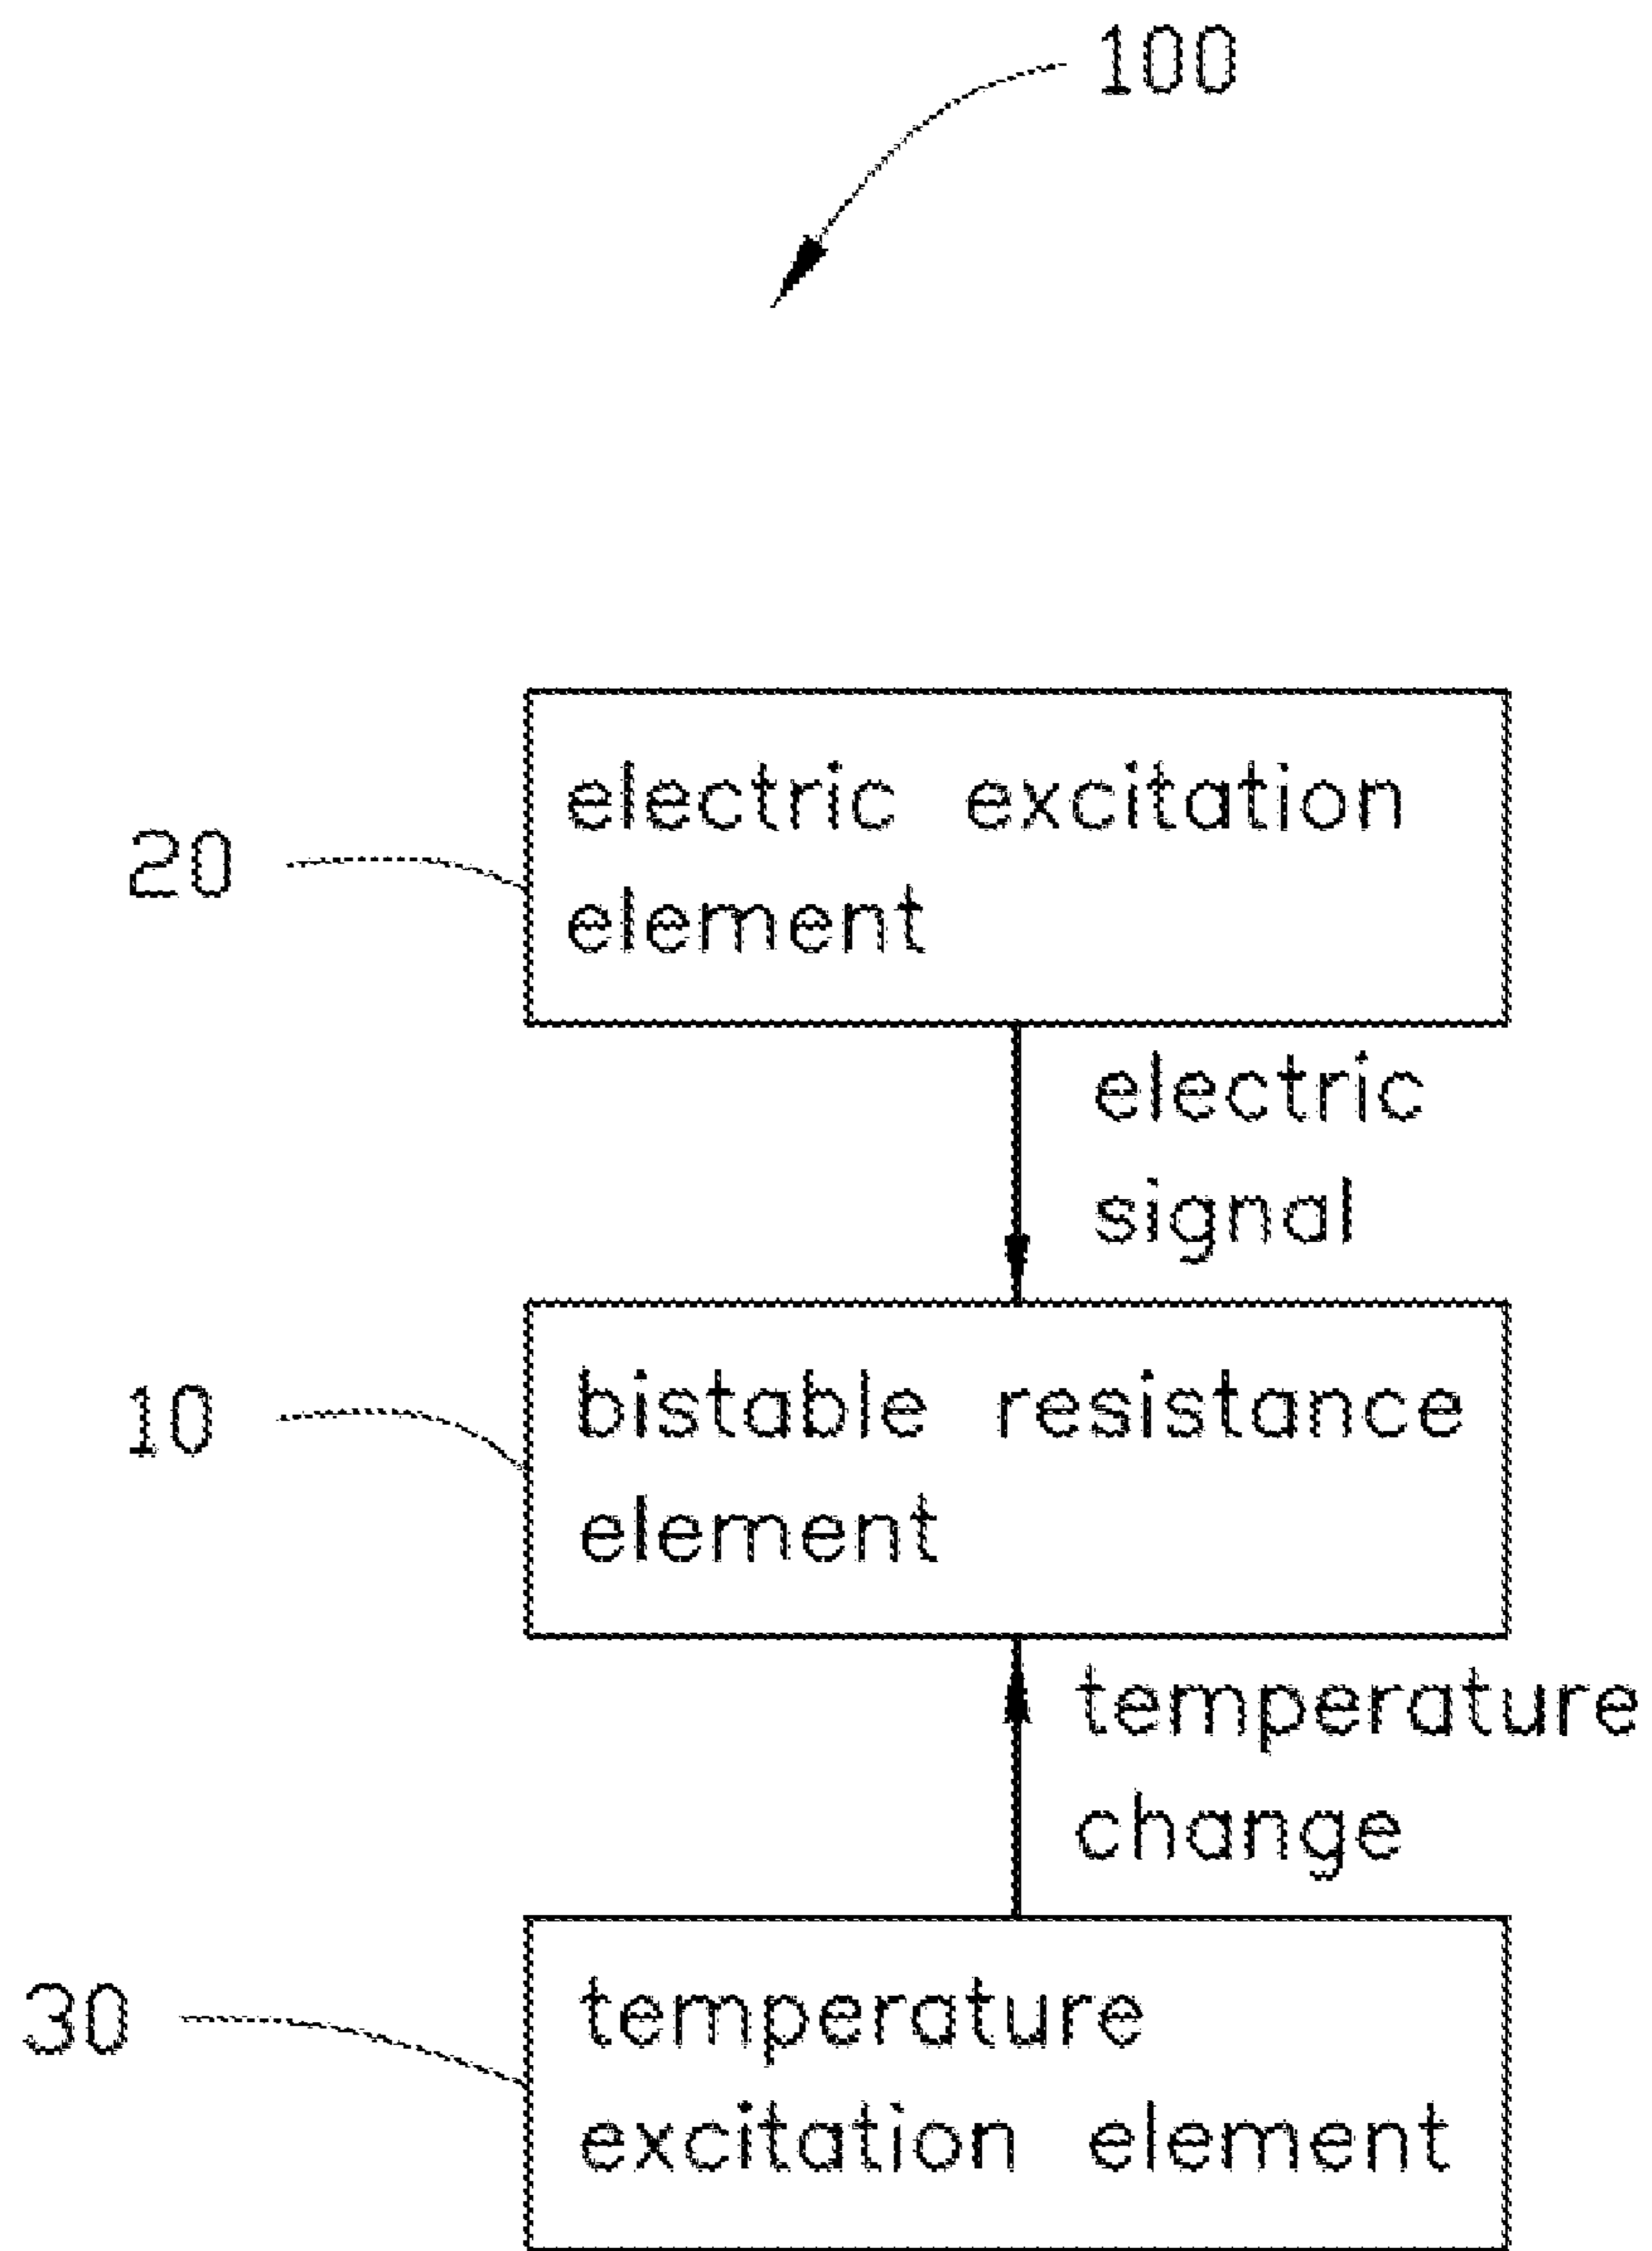 100
electric excitation
20
element
electric
signal
bistable resistance
10
element
temperature
change
temperature
30
excitation element